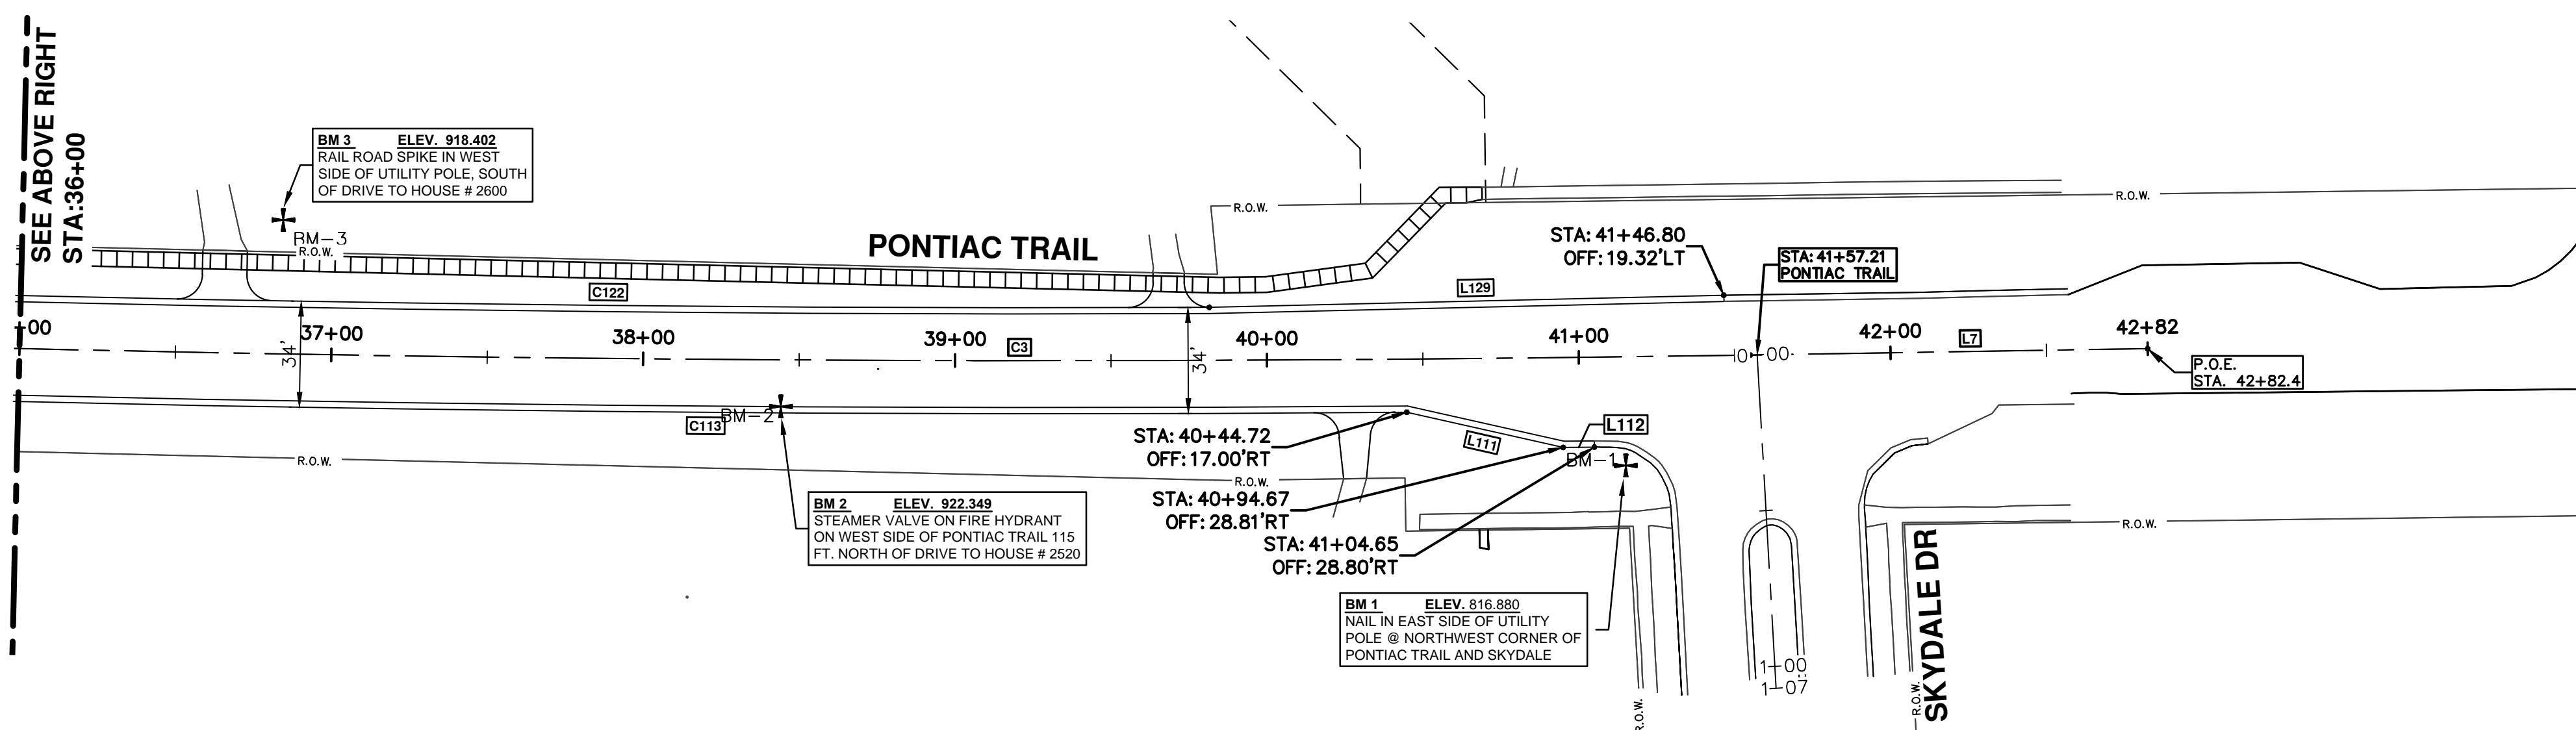 SEE ABOVE RIGHT
STA:36+00
BM 3 ELEV. 918.402
RAIL ROAD SPIKE IN WEST
SIDE OF UTILITY POLE, SOUTH
OF DRIVE TO HOUSE # 2600
BM-3
R.O.W.
PONTIAC TRAIL
R.O.W.
R.O.W.
STA: 41+46.80
OFF: 19.32'LT
STA: 41+57.21
PONTIAC TRAIL
C122
L129
+00
37+00
38+00
39+00
C3
40+00
41+00
0+00
42+00
L7
42+82
34'
34'
P.O.E.
STA. 42+82.4
BM-2
C113
STA: 40+44.72
OFF: 17.00'RT
L111
L112
BM-1
R.O.W.
R.O.W.
STA: 40+94.67
OFF: 28.81'RT
BM 2 ELEV. 922.349
STEAMER VALVE ON FIRE HYDRANT
ON WEST SIDE OF PONTIAC TRAIL 115
FT. NORTH OF DRIVE TO HOUSE # 2520
STA: 41+04.65
OFF: 28.80'RT
R.O.W.
BM 1 ELEV. 816.880
NAIL IN EAST SIDE OF UTILITY
POLE @ NORTHWEST CORNER OF
PONTIAC TRAIL AND SKYDALE
1+00
1+07
R.O.W.
R.O.W.
SKYDALE DR